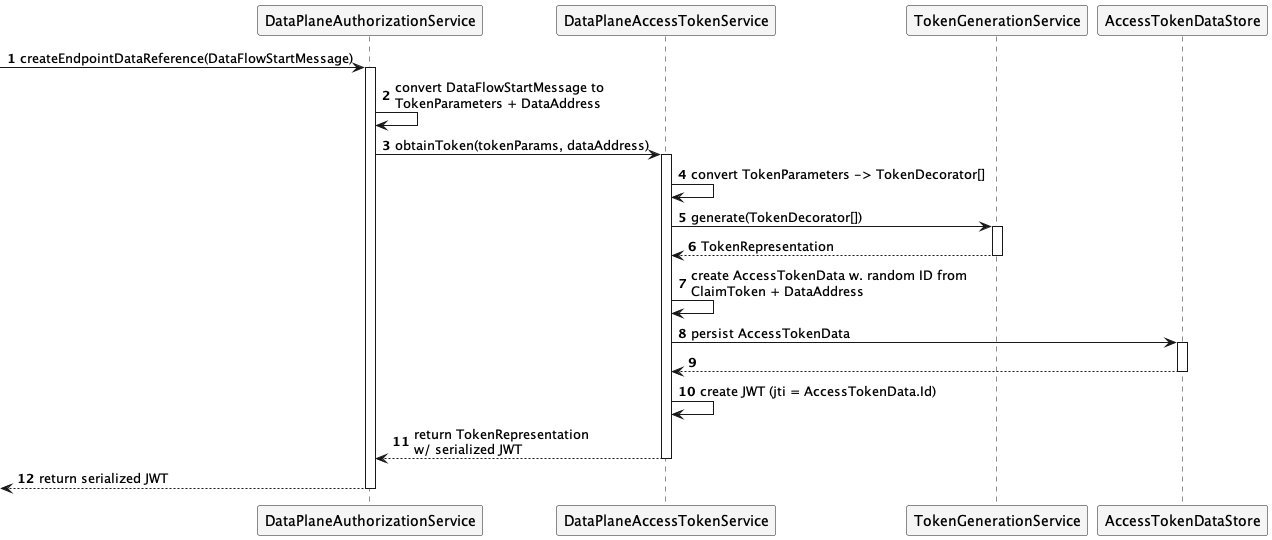 DataPlaneAuthorizationService
DataPlaneAccessTokenService
TokenGenerationService
AccessTokenDataStore
1 createEndpointDataReference(DataFlowStartMessage)
2 convert DataFlowStartMessage to
TokenParameters + DataAddress
3 obtainToken(tokenParams, dataAddress)
4 convert TokenParameters -> TokenDecorator[]
5 generate(TokenDecorator[])
6 TokenRepresentation
7 create AccessTokenData w. random ID from
ClaimToken + DataAddress
8 persist AccessTokenData
9
10 create JWT (jti = AccessTokenData.Id)
11 return TokenRepresentation
w/ serialized JWT
12 return serialized JWT
DataPlaneAuthorizationService
DataPlaneAccessTokenService
TokenGenerationService
AccessTokenDataStore